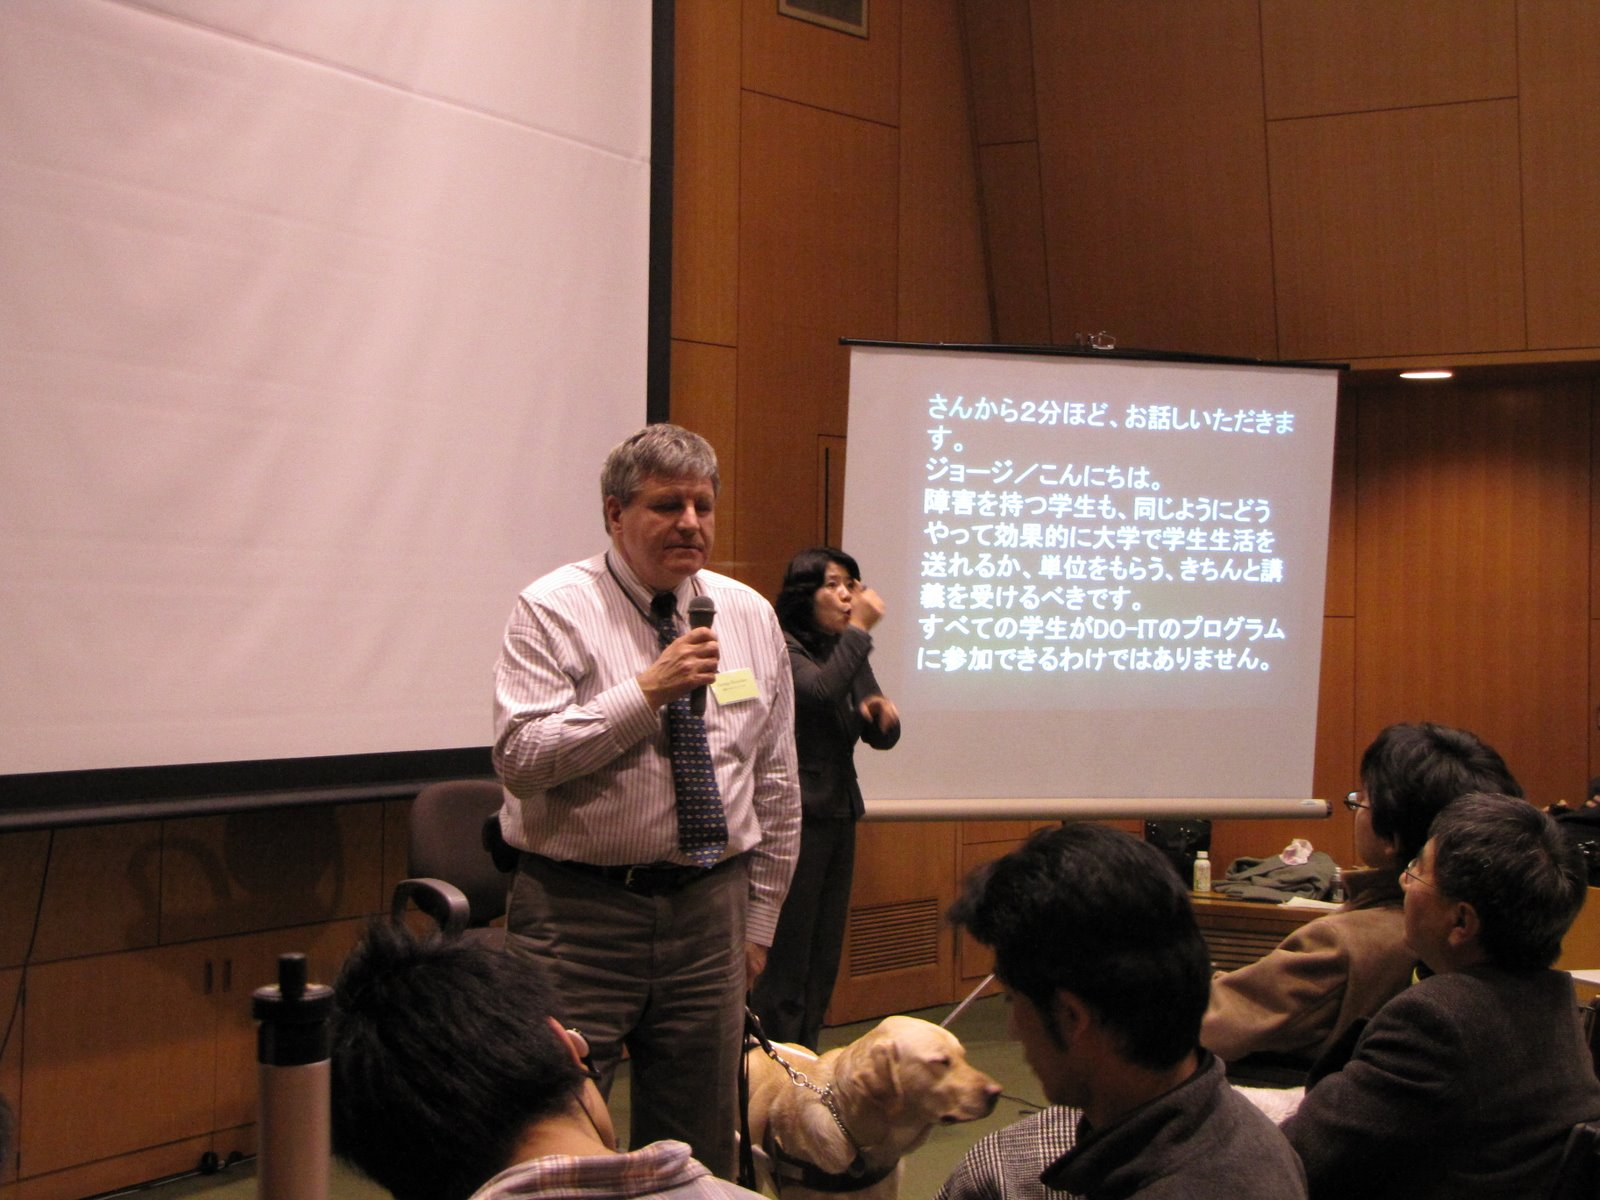 さんから2分ほど、お話しいただきま
す。
ジョージ／こんにちは。
障害を持つ学生も、同じようにどう
やって効果的に大学で学生生活を
送れるか、単位をもらう、きちんと講
義を受けるべきです。
すべての学生がDO-ITのプログラム
に参加できるわけではありません。